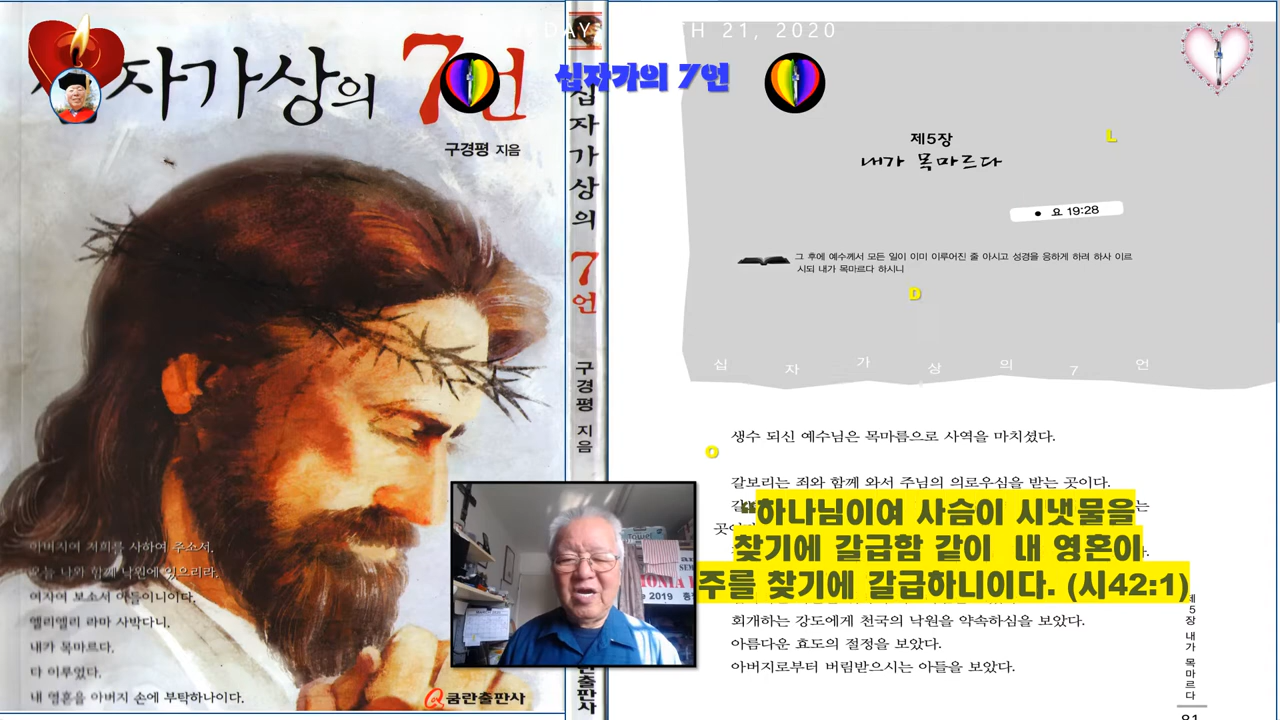 DAY
H 21, 2020
자가상의 7언
구경평 지음
십자가의 7언
십자가상의 7언
구경평 지음
아버지여 저희를 사하여 주소서.
오늘 나와 함께 낙원에 있으리라.
여자여 보소서 아들이니이다.
엘리엘리 라마 사박다니,
내가 목마르다,
다 이루었다,
내 영혼을 아버지 손에 부탁하나이다.
쿰란출판사
란출판사
제5장
내가 목마르다
L
• 요 19:28
그 후에 예수께서 모든 일이 이미 이루어진 줄 아시고 성경을 응하게 하려 하사 이르
시되 내가 목마르다 하시니
D
십 자 가 상 의 7 언
생수 되신 예수님은 목마름으로 사역을 마치셨다.
O
갈보리는 죄와 함께 와서 주님의 의로우심을 받는 곳이다.
“하나님이여 사슴이 시냇물을
찾기에 갈급함 같이 내 영혼이
주를 찾기에 갈급하니이다. (시42:1)
회개하는 강도에게 천국의 낙원을 약속하심을 보았다.
아름다운 효도의 절정을 보았다.
아버지로부터 버림받으시는 아들을 보았다.
제5장 내가 목마르다
81
e 2019